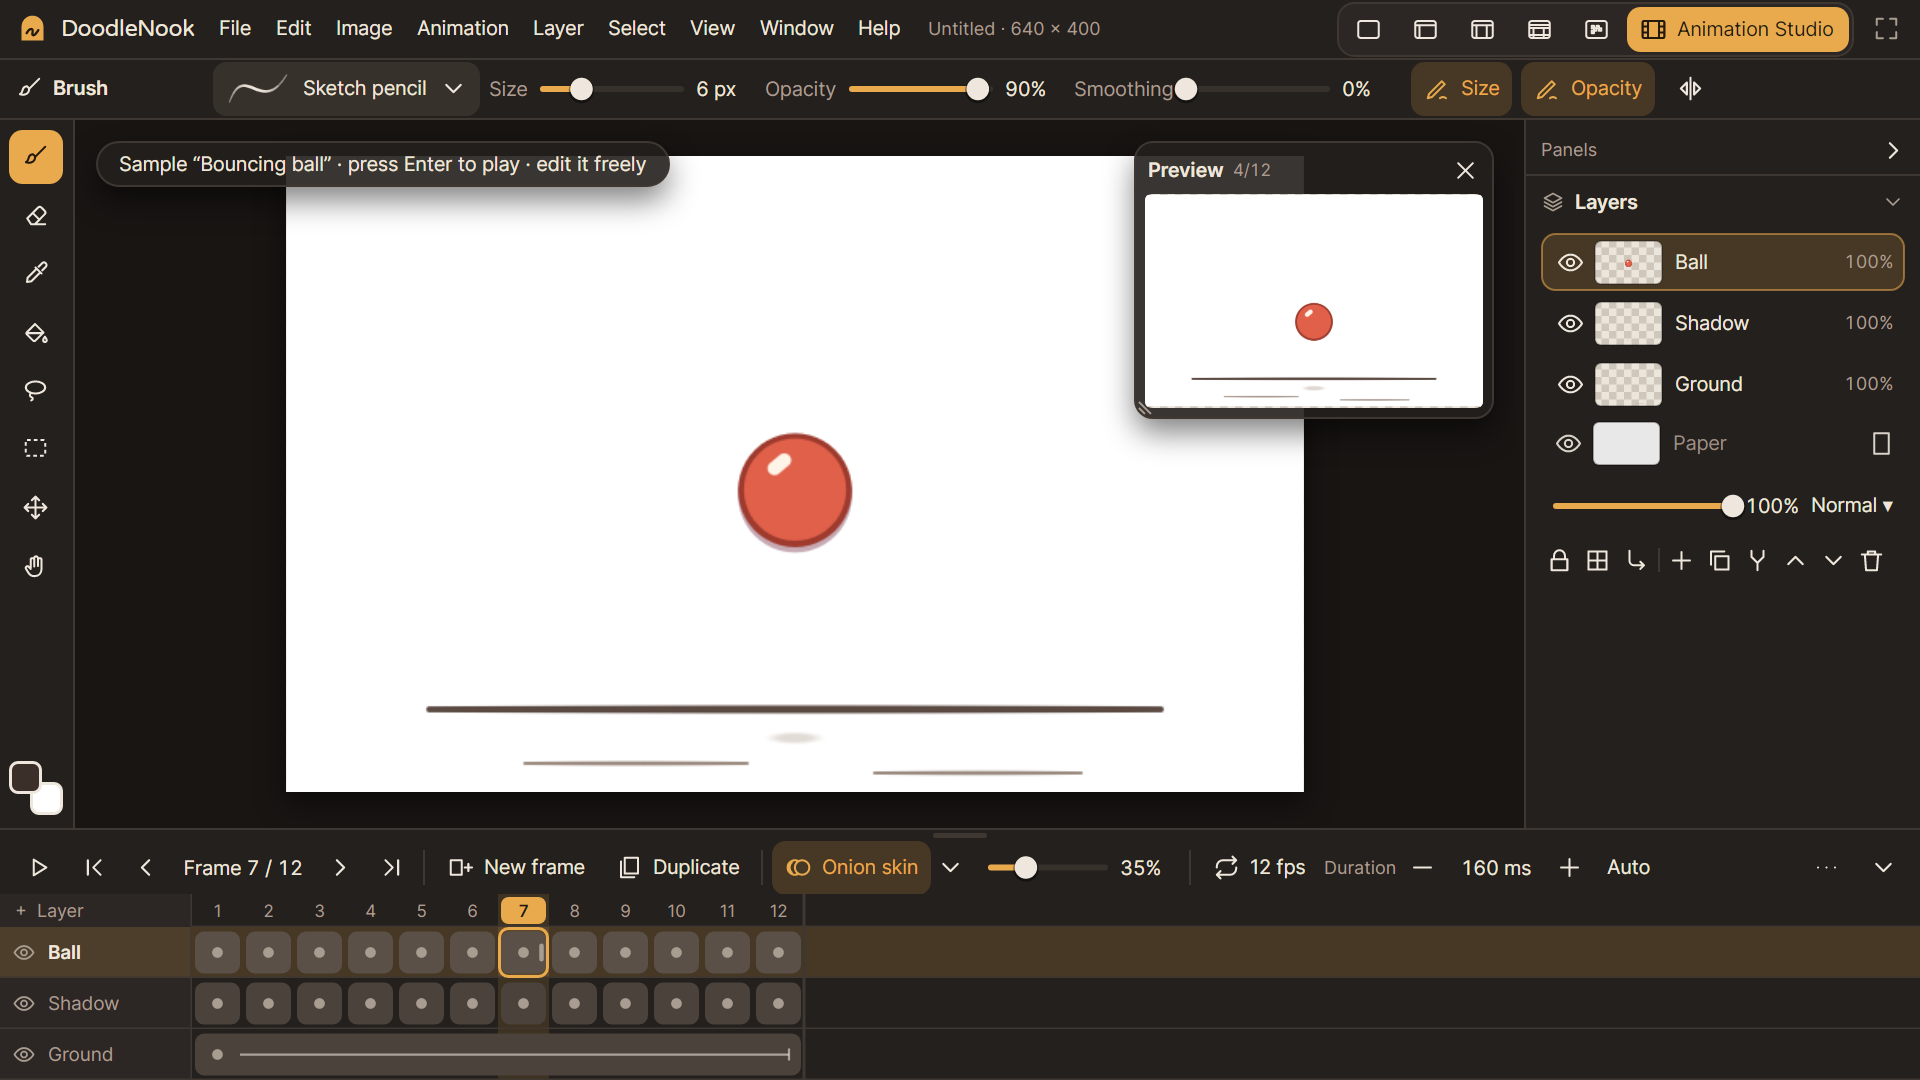 DoodleNook File Edit Image Animation Layer Select View Window Help Untitled · 640 × 400 Animation Studio
Brush Sketch pencil Size 6 px Opacity 90% Smoothing 0% Size Opacity
Sample “Bouncing ball” · press Enter to play · edit it freely
Preview 4/12
Panels
Layers
Ball 100%
Shadow 100%
Ground 100%
Paper
100% Normal ▾
Frame 7 / 12 New frame Duplicate Onion skin 35% 12 fps Duration 160 ms Auto ···
+ Layer 1 2 3 4 5 6 7 8 9 10 11 12
Ball
Shadow
Ground